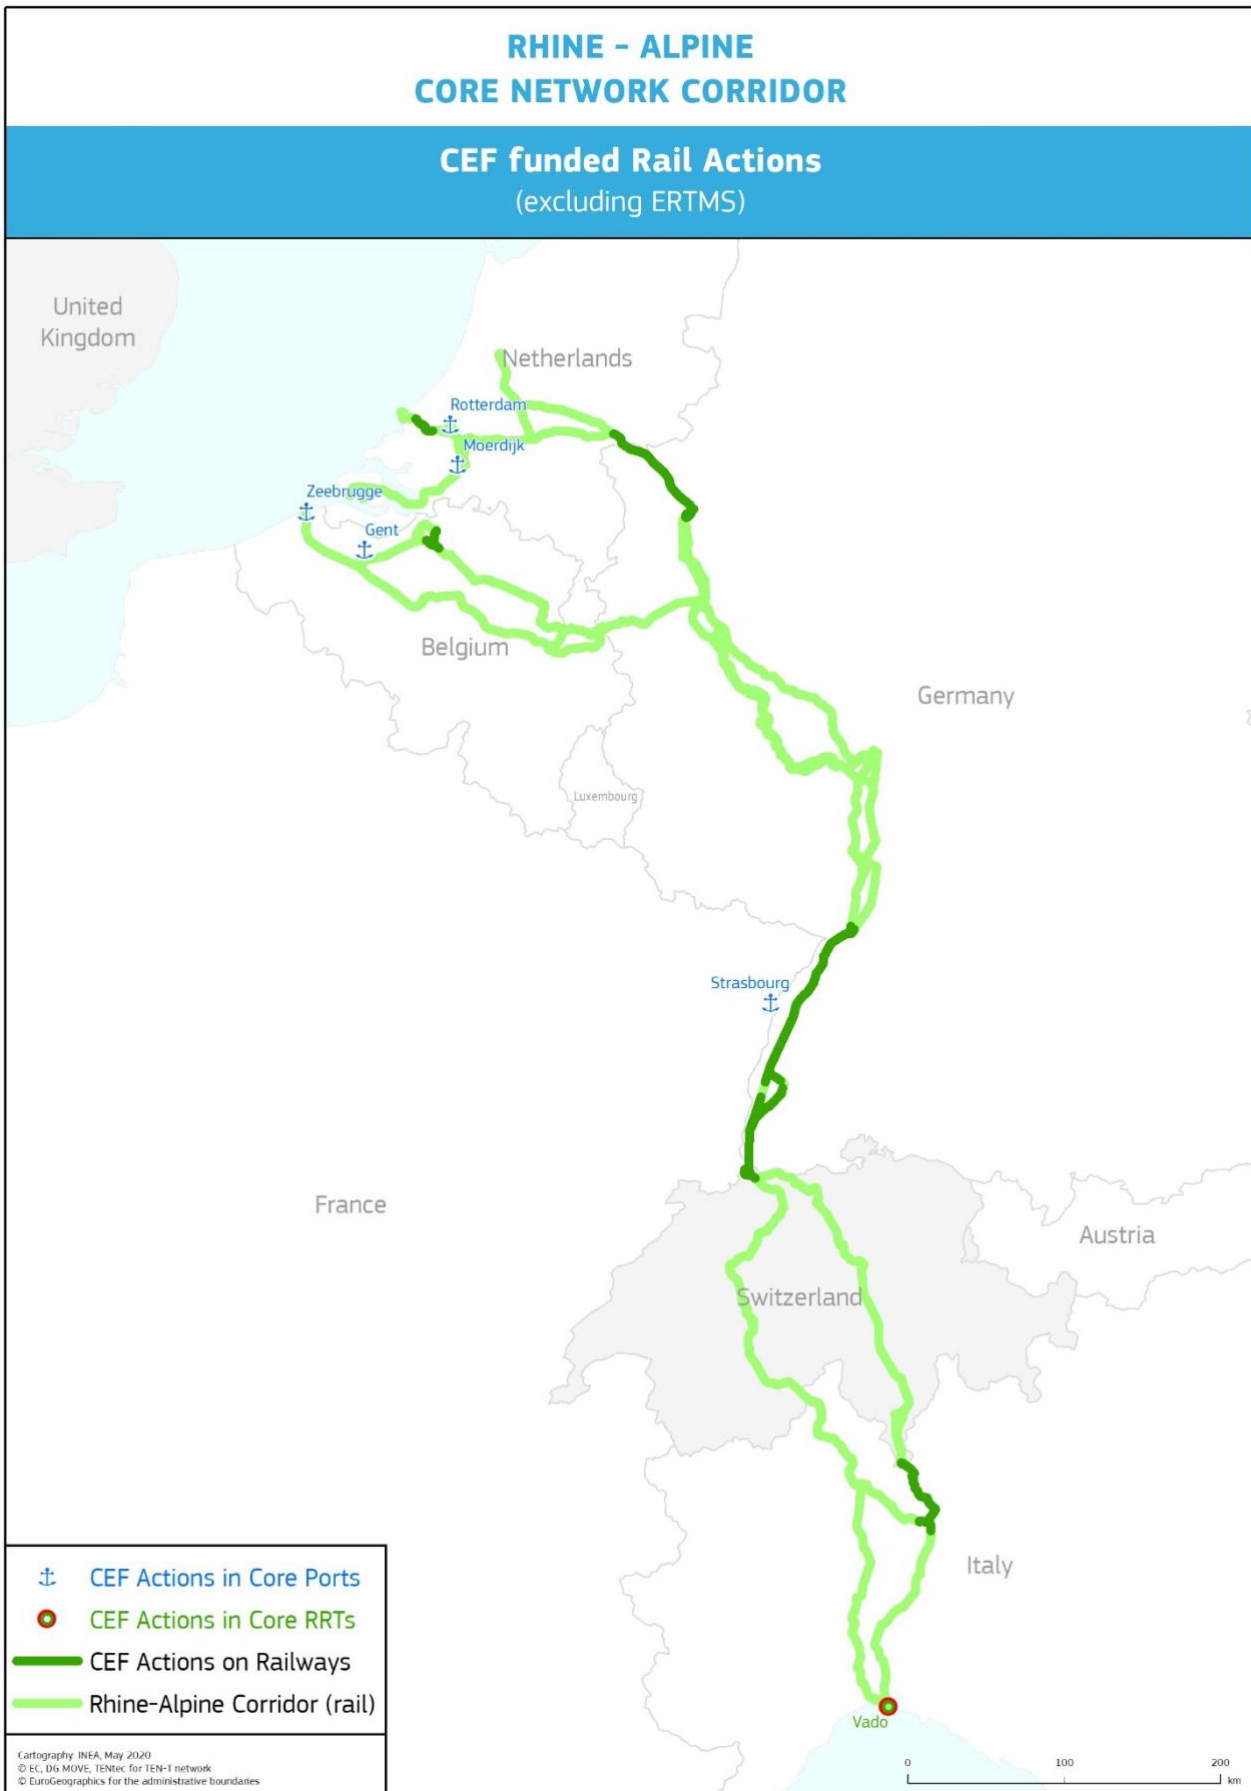 RHINE - ALPINE
CORE NETWORK CORRIDOR
CEF funded Rail Actions
(excluding ERTMS)
United
Kingdom
Netherlands
Rotterdam
Moerdijk
Zeebrugge
Gent
Belgium
Germany
Luxembourg
Strasbourg
France
Austria
Switzerland
Italy
Vado
CEF Actions in Core Ports
CEF Actions in Core RRTs
CEF Actions on Railways
Rhine-Alpine Corridor (rail)
Cartography: INEA, May 2020
© EC, DG MOVE, TENtec for TEN-T network
© EuroGeographics for the administrative boundaries
0 100 200
km